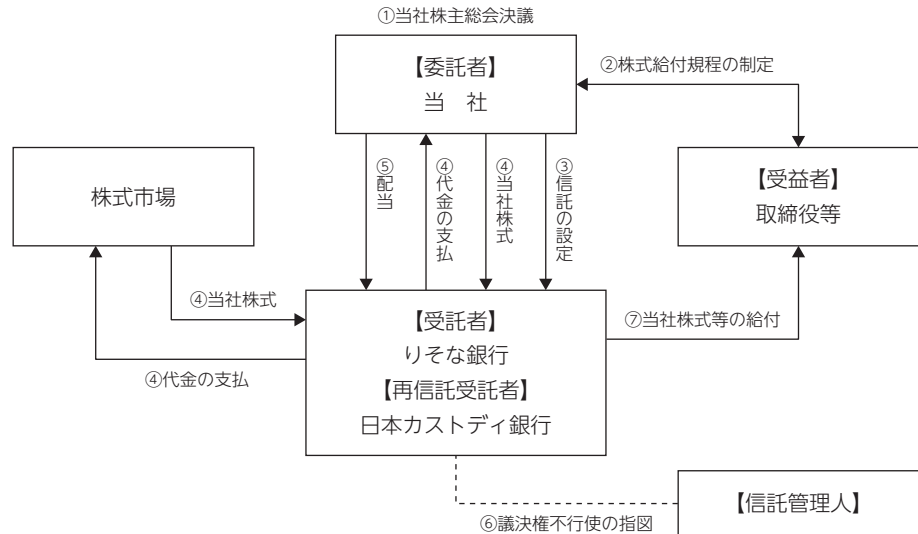 ①当社株主総会決議
【委託者】
当　社
②株式給付規程の制定
株式市場
⑤配当
④代金の支払
④当社株式
③信託の設定
【受益者】
取締役等
④当社株式
④代金の支払
【受託者】
りそな銀行
【再信託受託者】
日本カストディ銀行
⑦当社株式等の給付
⑥議決権不行使の指図
【信託管理人】